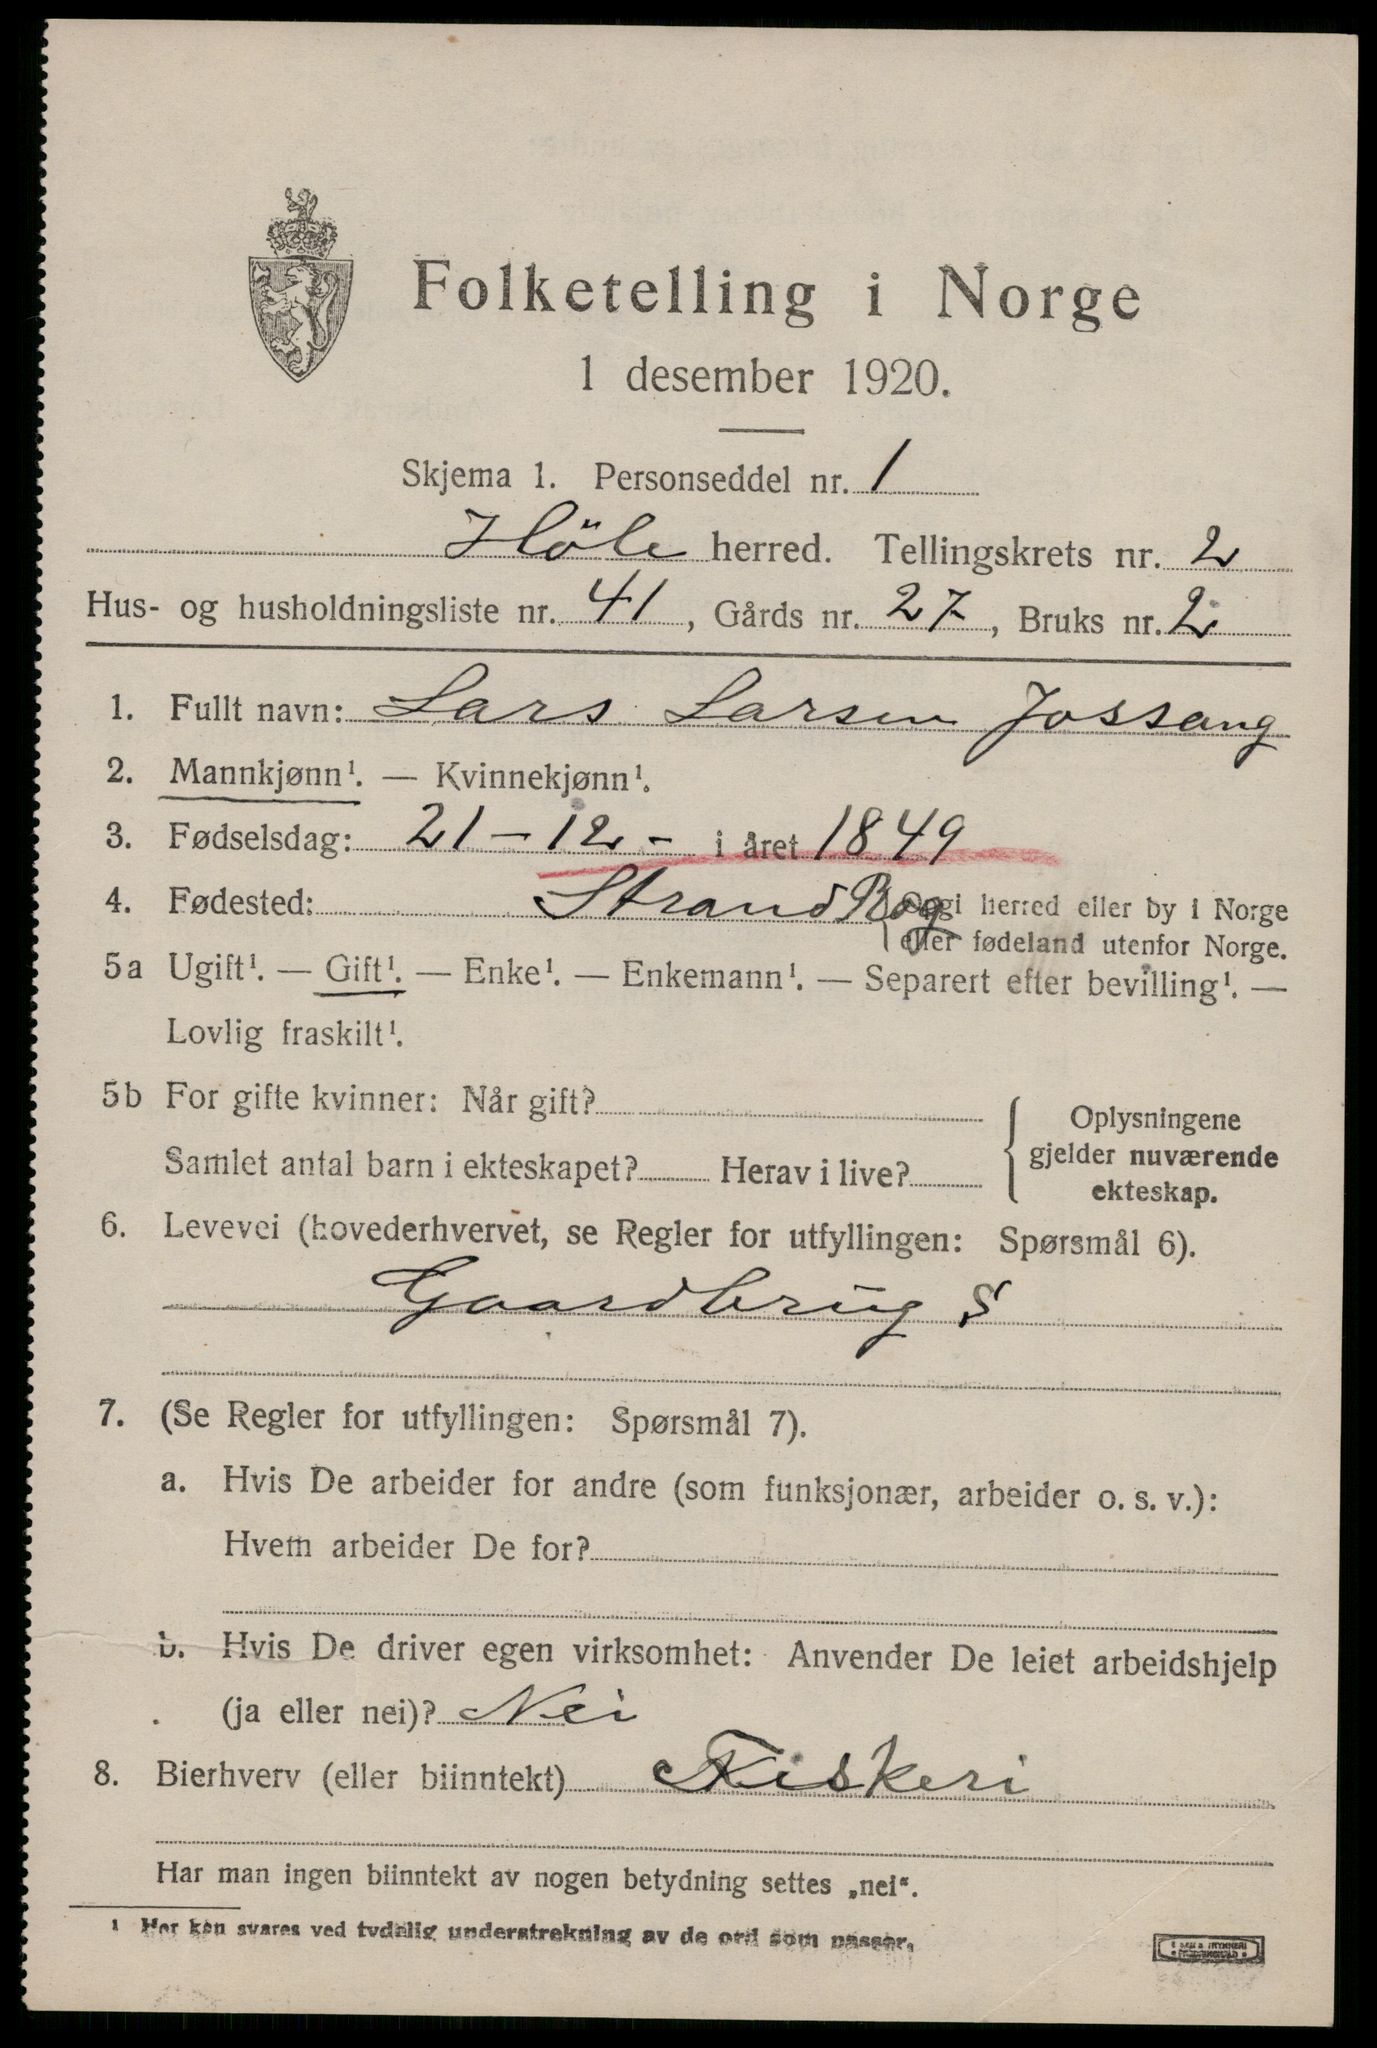 Folketelling i Norge
1 desember 1920.
Skjema 1. Personseddel nr. 1
Höle herred. Tellingskrets nr. 2
Hus- og husholdningsliste nr. 41, Gårds nr. 27, Bruks nr. 2
1. Fullt navn: Lars Larsen Jossang
2. Mannkjønn¹. — Kvinnekjønn¹.
3. Fødselsdag: 21-12- i året 1849
4. Fødested: Strand Rog { Opgi herred eller by i Norge
eller fødeland utenfor Norge.
5a Ugift¹. — Gift¹. — Enke¹. — Enkemann¹. — Separert efter bevilling¹. —
Lovlig fraskilt¹.
5b For gifte kvinner: Når gift? { Oplysningene
Samlet antal barn i ekteskapet? Herav i live? gjelder nuværende
ekteskap.
6. Levevei (hovederhvervet, se Regler for utfyllingen: Spørsmål 6).
Gaardbrug S
7. (Se Regler for utfyllingen: Spørsmål 7).
a. Hvis De arbeider for andre (som funksjonær, arbeider o. s. v.):
Hvem arbeider De for?
b. Hvis De driver egen virksomhet: Anvender De leiet arbeidshjelp
(ja eller nei)? Nei
8. Bierhverv (eller biinntekt) Fiskeri
Har man ingen biinntekt av nogen betydning settes „nei“.
¹ Her kan svares ved tydelig understrekning av de ord som passer.